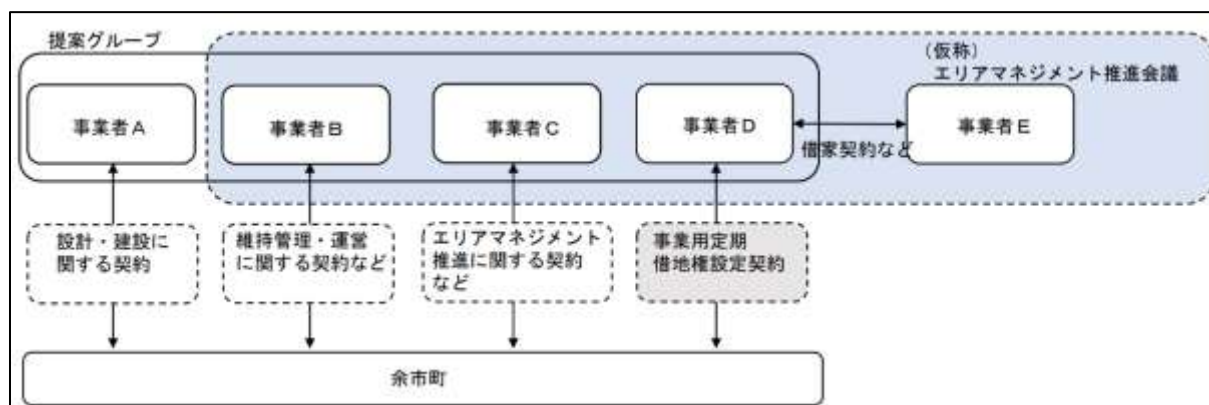 提案グループ
（仮称）
エリアマネジメント推進会議
事業者A
事業者B
事業者C
事業者D
事業者E
借家契約など
設計・建設に
関する契約
維持管理・運営
に関する契約など
エリアマネジメント
推進に関する契約
など
事業用定期
借地権設定契約
余市町